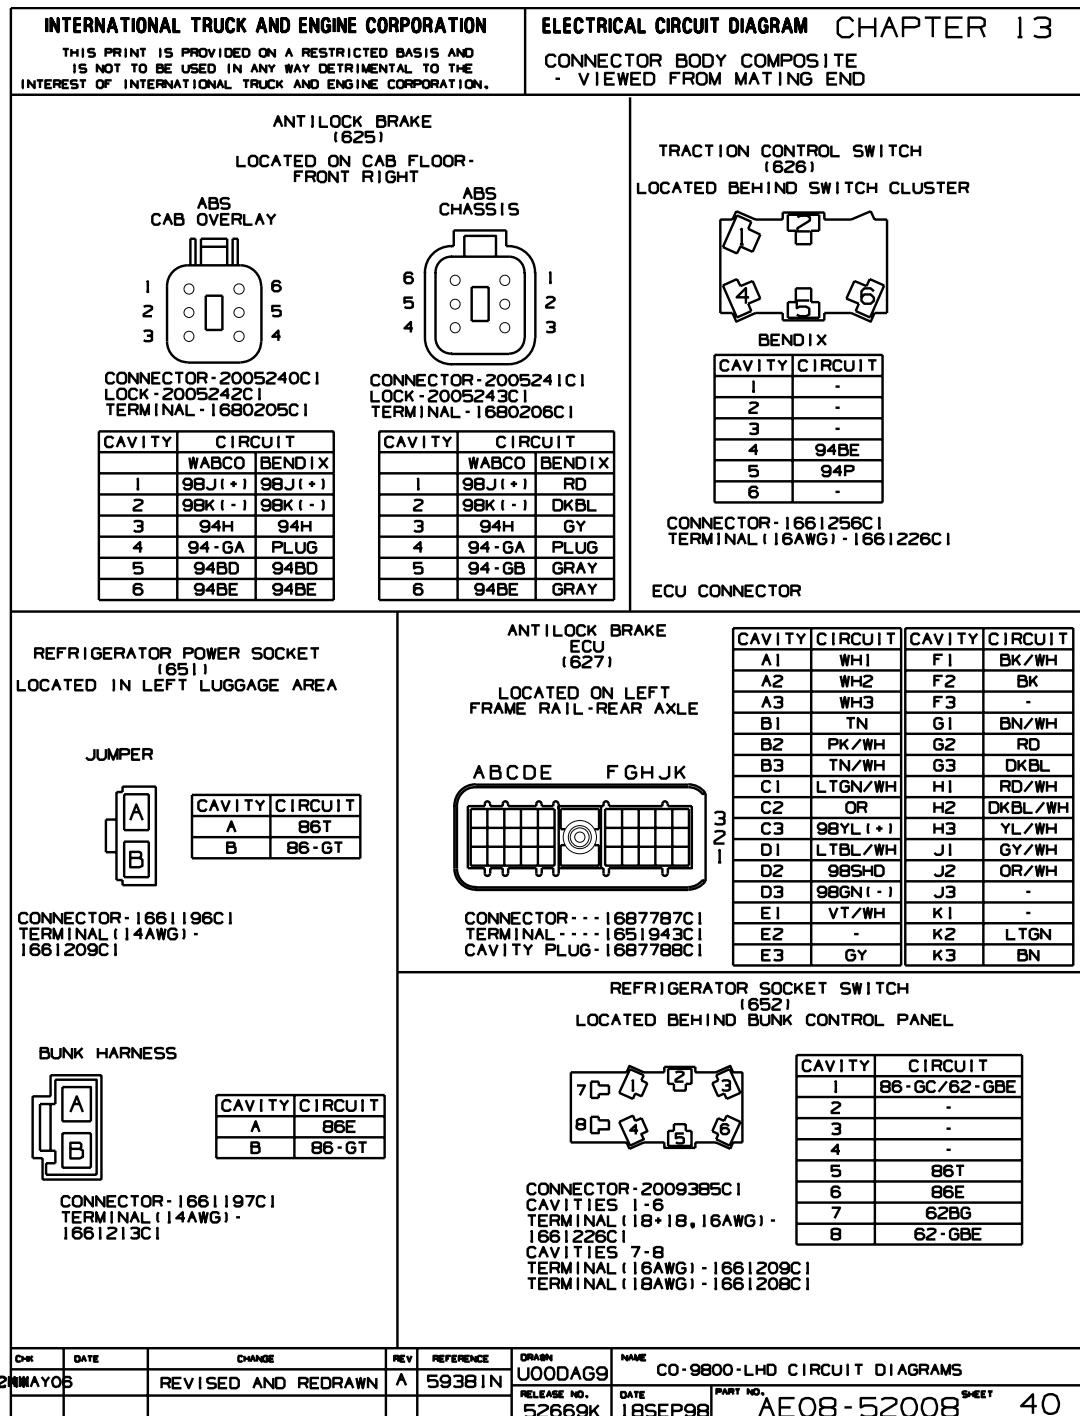 INTERNATIONAL TRUCK AND ENGINE CORPORATION
THIS PRINT IS PROVIDED ON A RESTRICTED BASIS AND
IS NOT TO BE USED IN ANY WAY DETRIMENTAL TO THE
INTEREST OF INTERNATIONAL TRUCK AND ENGINE CORPORATION.
ELECTRICAL CIRCUIT DIAGRAM CHAPTER 13
CONNECTOR BODY COMPOSITE
- VIEWED FROM MATING END
ANTILOCK BRAKE
(625)
LOCATED ON CAB FLOOR-
FRONT RIGHT
ABS
CAB OVERLAY
1 6
2 5
3 4
CONNECTOR-2005240C1
LOCK-2005242C1
TERMINAL-1680205C1
CAVITY CIRCUIT
WABCO BENDIX
1 98J(+) 98J(+)
2 98K(-) 98K(-)
3 94H 94H
4 94-GA PLUG
5 94BD 94BD
6 94BE 94BE
ABS
CHASSIS
6 1
5 2
4 3
CONNECTOR-2005241C1
LOCK-2005243C1
TERMINAL-1680206C1
CAVITY CIRCUIT
WABCO BENDIX
1 98J(+) RD
2 98K(-) DKBL
3 94H GY
4 94-GA PLUG
5 94-GB GRAY
6 94BE GRAY
TRACTION CONTROL SWITCH
(626)
LOCATED BEHIND SWITCH CLUSTER
1 2
4 5 6
BENDIX
CAVITY CIRCUIT
1 -
2 -
3 -
4 94BE
5 94P
6 -
CONNECTOR-1661256C1
TERMINAL(16AWG)-1661226C1
ECU CONNECTOR
REFRIGERATOR POWER SOCKET
(651)
LOCATED IN LEFT LUGGAGE AREA
JUMPER
A
B
CAVITY CIRCUIT
A 86T
B 86-GT
CONNECTOR-1661196C1
TERMINAL(14AWG)-
1661209C1
BUNK HARNESS
A
B
CAVITY CIRCUIT
A 86E
B 86-GT
CONNECTOR-1661197C1
TERMINAL(14AWG)-
1661213C1
ANTILOCK BRAKE
ECU
(627)
LOCATED ON LEFT
FRAME RAIL-REAR AXLE
ABCDE FGHJK
3
2
1
CONNECTOR---1687787C1
TERMINAL----1651943C1
CAVITY PLUG-1687788C1
CAVITY CIRCUIT CAVITY CIRCUIT
A1 WH1 F1 BK/WH
A2 WH2 F2 BK
A3 WH3 F3 -
B1 TN G1 BN/WH
B2 PK/WH G2 RD
B3 TN/WH G3 DKBL
C1 LTGN/WH H1 RD/WH
C2 OR H2 DKBL/WH
C3 98YL(+) H3 YL/WH
D1 LTBL/WH J1 GY/WH
D2 98SHD J2 OR/WH
D3 98GN(-) J3 -
E1 VT/WH K1 -
E2 - K2 LTGN
E3 GY K3 BN
REFRIGERATOR SOCKET SWITCH
(652)
LOCATED BEHIND BUNK CONTROL PANEL
7 1 2 3
8 4 5 6
CONNECTOR-2009385C1
CAVITIES 1-6
TERMINAL(18+18,16AWG)-
1661226C1
CAVITIES 7-8
TERMINAL(16AWG)-1661209C1
TERMINAL(18AWG)-1661208C1
CAVITY CIRCUIT
1 86-GC/62-GBE
2 -
3 -
4 -
5 86T
6 86E
7 62BG
8 62-GBE
CHK DATE CHANGE REV REFERENCE DRAWN NAME
REVISED AND REDRAWN A 59381N U00DAG9 CO-9800-LHD CIRCUIT DIAGRAMS
RELEASE NO. DATE PART NO. SHEET
52669K 18SEP98 AE08-52008 40